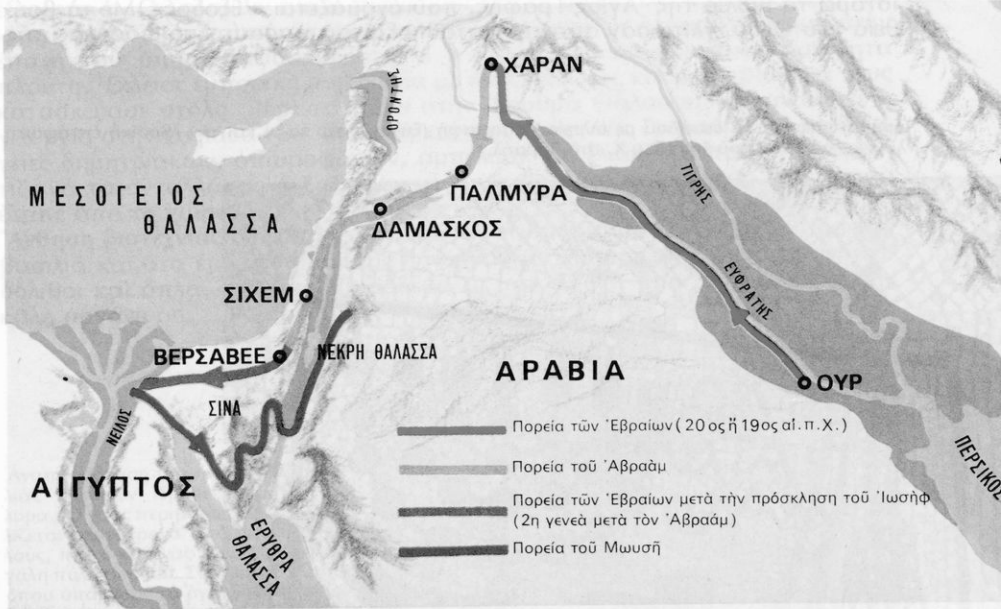 ΧΑΡΑΝ
ΟΡΟΝΤΗΣ
ΤΙΓΡΗΣ
ΜΕΣΟΓΕΙΟΣ
ΘΑΛΑΣΣΑ
ΠΑΛΜΥΡΑ
ΔΑΜΑΣΚΟΣ
ΕΥΦΡΑΤΗΣ
ΣΙΧΕΜ
ΒΕΡΣΑΒΕΕ
ΝΕΚΡΗ ΘΑΛΑΣΣΑ
ΑΡΑΒΙΑ
ΟΥΡ
ΣΙΝΑ
ΝΕΙΛΟΣ
ΑΙΓΥΠΤΟΣ
ΕΡΥΘΡΑ
ΘΑΛΑΣΣΑ
ΠΕΡΣΙΚΟΣ
Πορεία τῶν Ἑβραίων (20ος ἤ 19ος αἰ. π.Χ.)
Πορεία τοῦ Ἀβραὰμ
Πορεία τῶν Ἑβραίων μετὰ τὴν πρόσκληση τοῦ Ἰωσὴφ
(2η γενεὰ μετὰ τὸν Ἀβραάμ)
Πορεία τοῦ Μωυσῆ